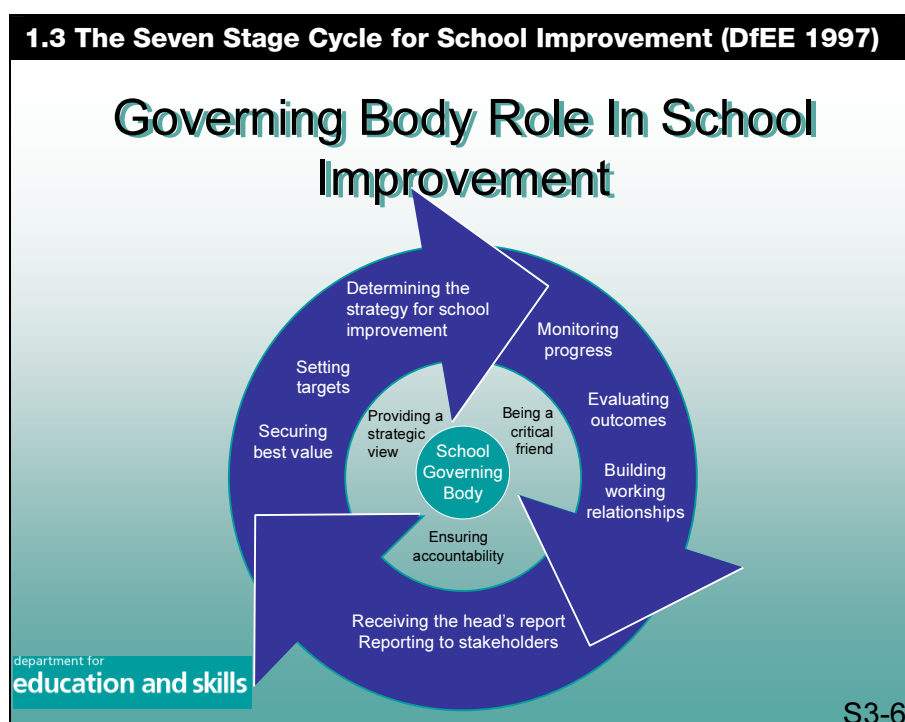 1.3 The Seven Stage Cycle for School Improvement (DfEE 1997)
Governing Body Role In School
Improvement
Determining the
strategy for school
improvement
Setting
targets
Securing
best value
Monitoring
progress
Evaluating
outcomes
Building
working
relationships
Providing a
strategic
view
Being a
critical
friend
School
Governing
Body
Ensuring
accountability
Receiving the head's report
Reporting to stakeholders
department for
education and skills
S3-6